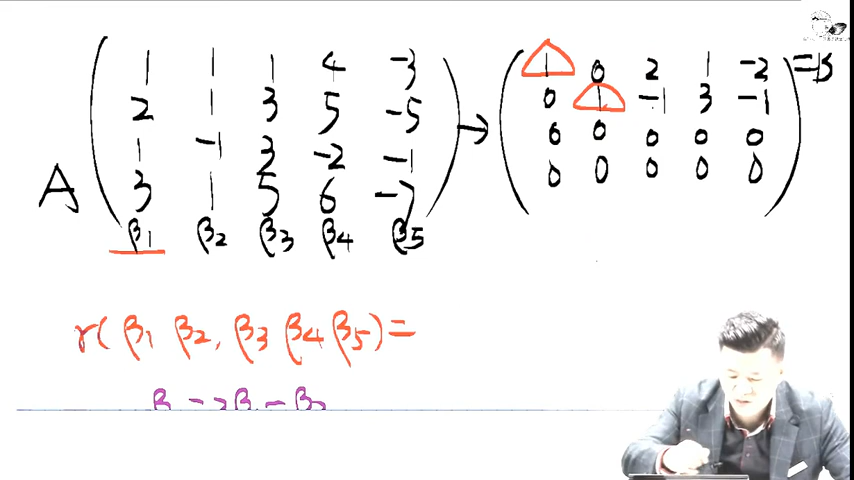 1 1 1 4 -3 1 0 2 1 -2 = B
2 1 3 5 -5 0 1 -1 3 -1
A 1 -1 3 -2 -1 → 0 0 0 0 0
3 1 5 6 -7 0 0 0 0 0
β1 β2 β3 β4 β5
r(β1 β2, β3 β4 β5) =